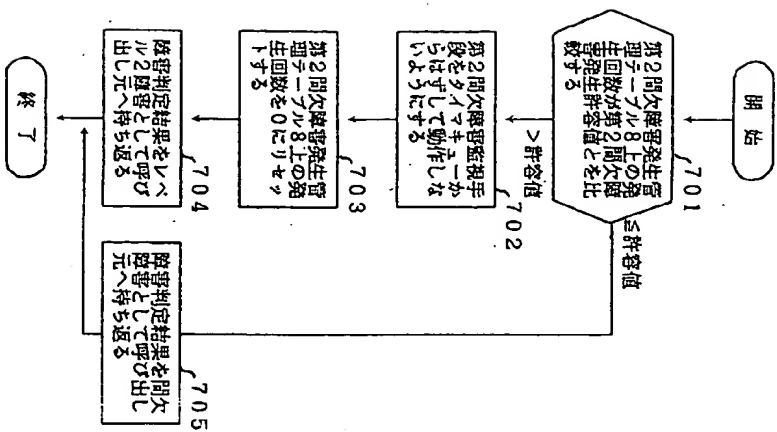 開始
第2間欠障害発生管
理テーブル8上の発
生回数が第2間欠障
害発生許容値とを比
較する
701
≦許容値
>許容値
第2間欠障害監視手
段をタイマキューか
らはずして動作しな
いようにする
702
第2間欠障害発生管
理テーブル8上の発
生回数を0にリセッ
トする
703
障害判定結果をレベ
ル2障害として呼び
出し元へ持ち返る
704
障害判定結果を間欠
障害として呼び出し
元へ持ち返る
705
終了